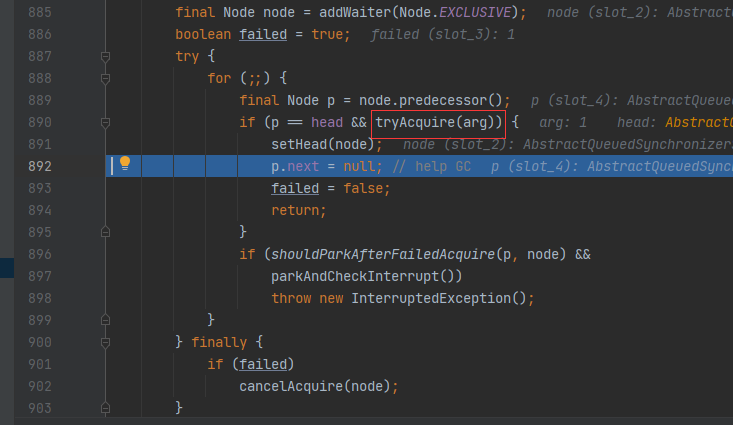 885 final Node node = addWaiter(Node.EXCLUSIVE); node (slot_2): AbstractQ
886 boolean failed = true; failed (slot_3): 1
887 try {
888 for (;;) {
889 final Node p = node.predecessor(); p (slot_4): AbstractQueued
890 if (p == head && tryAcquire(arg)) { arg: 1 head: AbstractQ
891 setHead(node); node (slot_2): AbstractQueuedSynchronizer
892 p.next = null; // help GC p (slot_4): AbstractQueuedSynch
893 failed = false;
894 return;
895 }
896 if (shouldParkAfterFailedAcquire(p, node) &&
897 parkAndCheckInterrupt())
898 throw new InterruptedException();
899 }
900 } finally {
901 if (failed)
902 cancelAcquire(node);
903 }